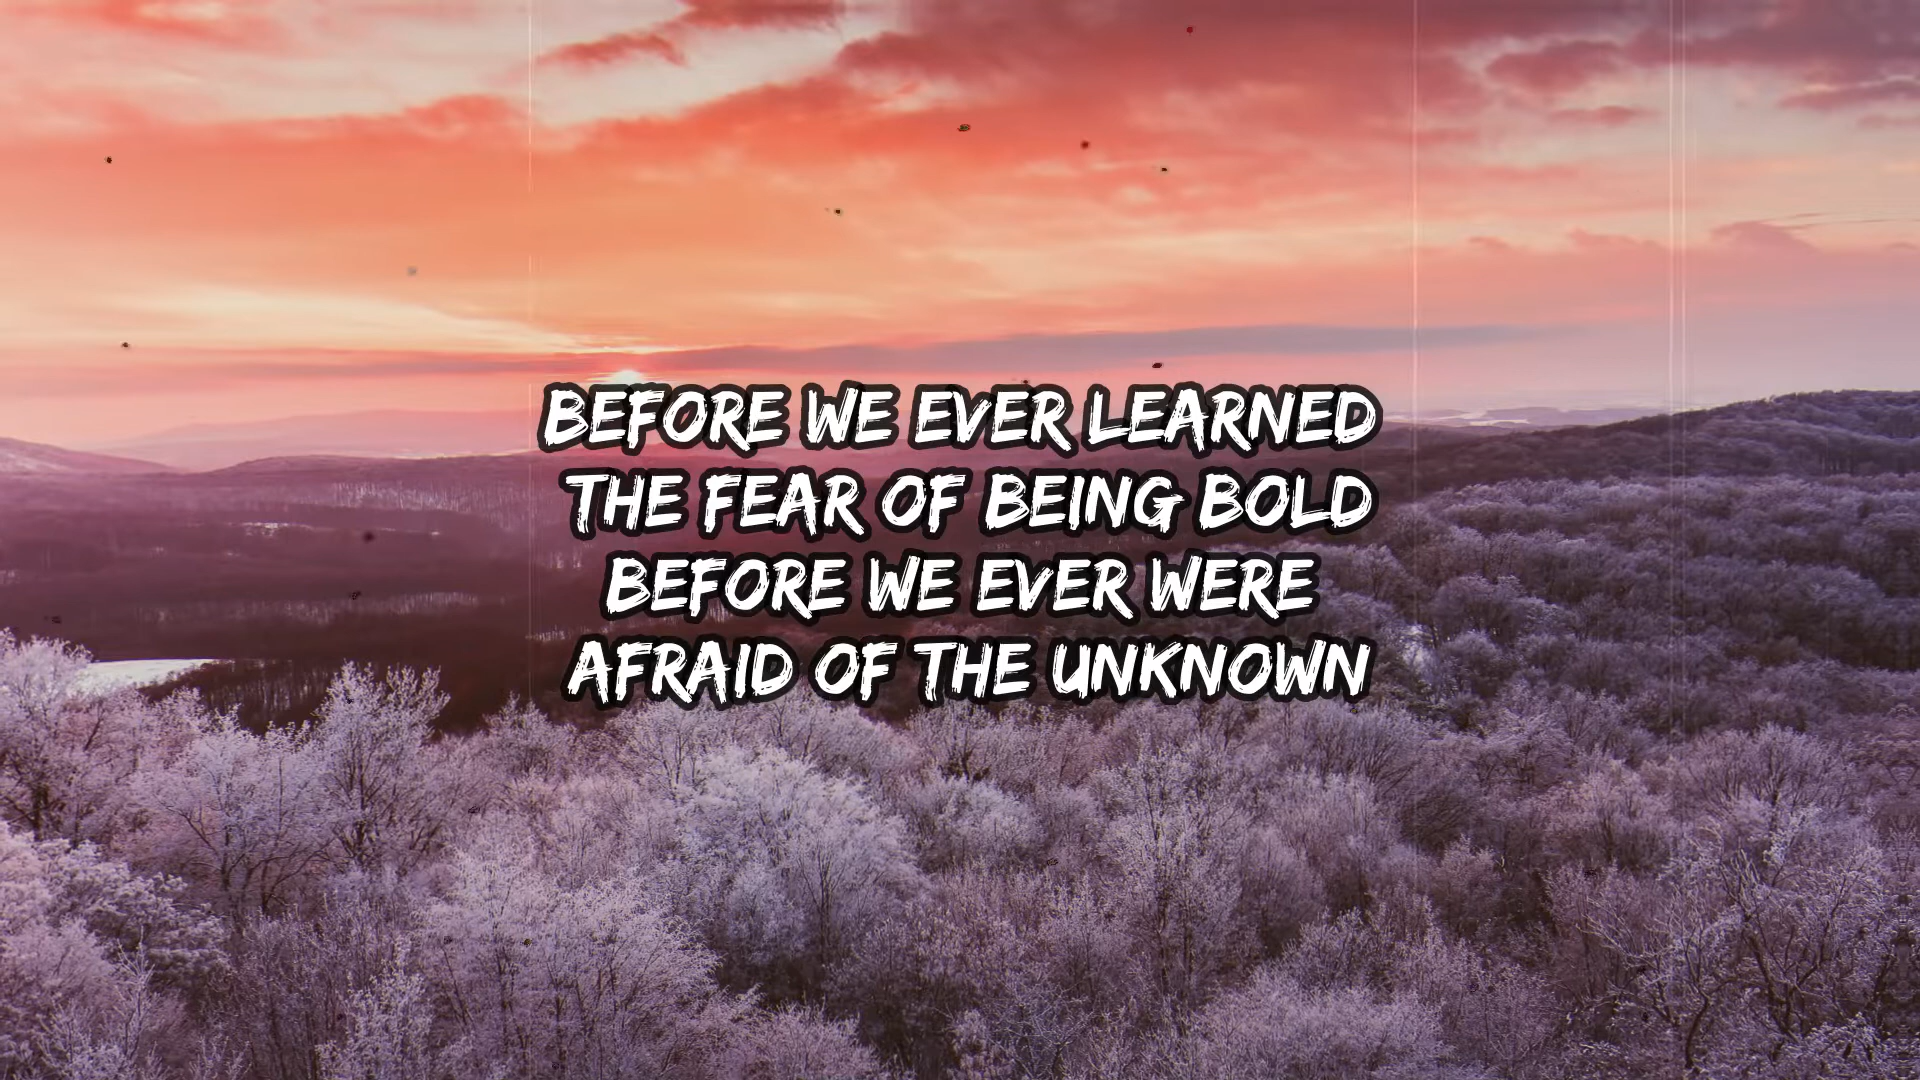 BEFORE WE EVER LEARNED
THE FEAR OF BEING BOLD
BEFORE WE EVER WERE
AFRAID OF THE UNKNOWN